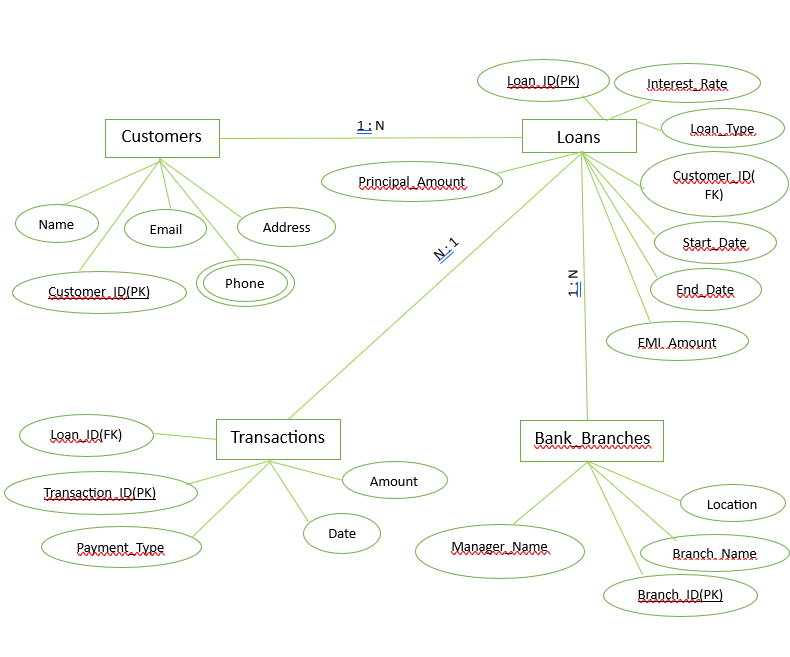 Loan_ID(PK)
Interest_Rate
1 : N
Loan_Type
Customers
Loans
Principal_Amount
Customer_ID(
FK)
Name
Email
Address
Start_Date
N : 1
Phone
1 : N
Customer_ID(PK)
End_Date
EMI_Amount
Loan_ID(FK)
Transactions
Bank_Branches
Transaction_ID(PK)
Amount
Location
Payment_Type
Date
Manager_Name
Branch_Name
Branch_ID(PK)